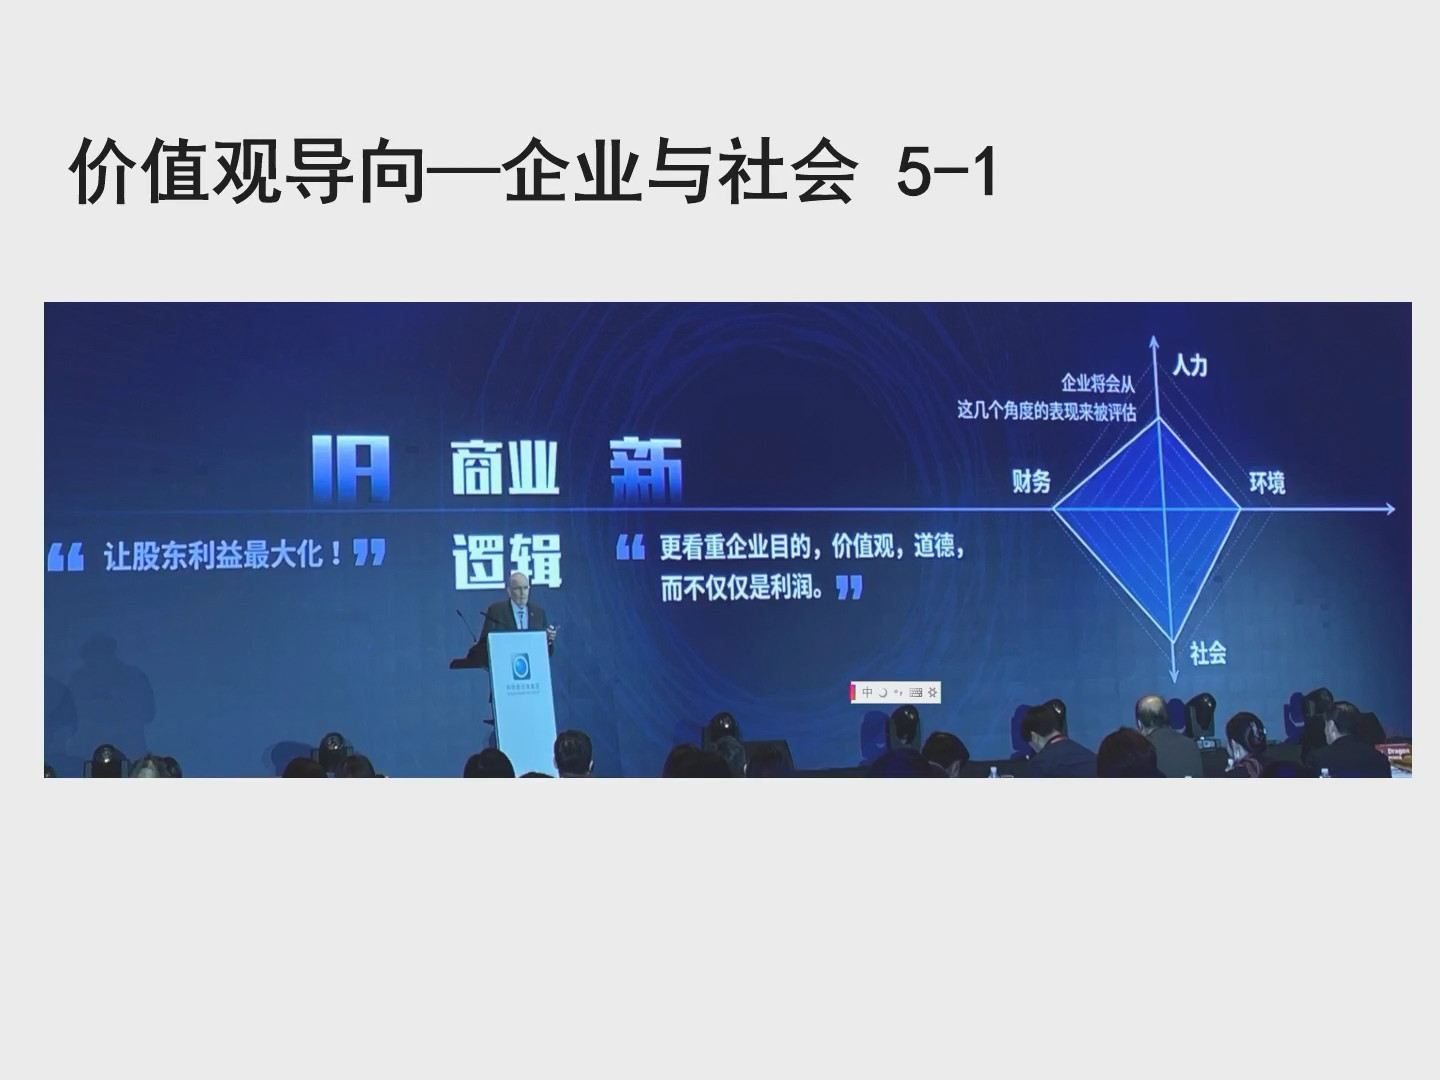 价值观导向—企业与社会 5-1
旧 商业 新
逻辑
“让股东利益最大化！”
“更看重企业目的，价值观，道德，
而不仅仅是利润。”
企业将会从
这几个角度的表现来被评估
人力
财务
环境
社会
中
Dragon